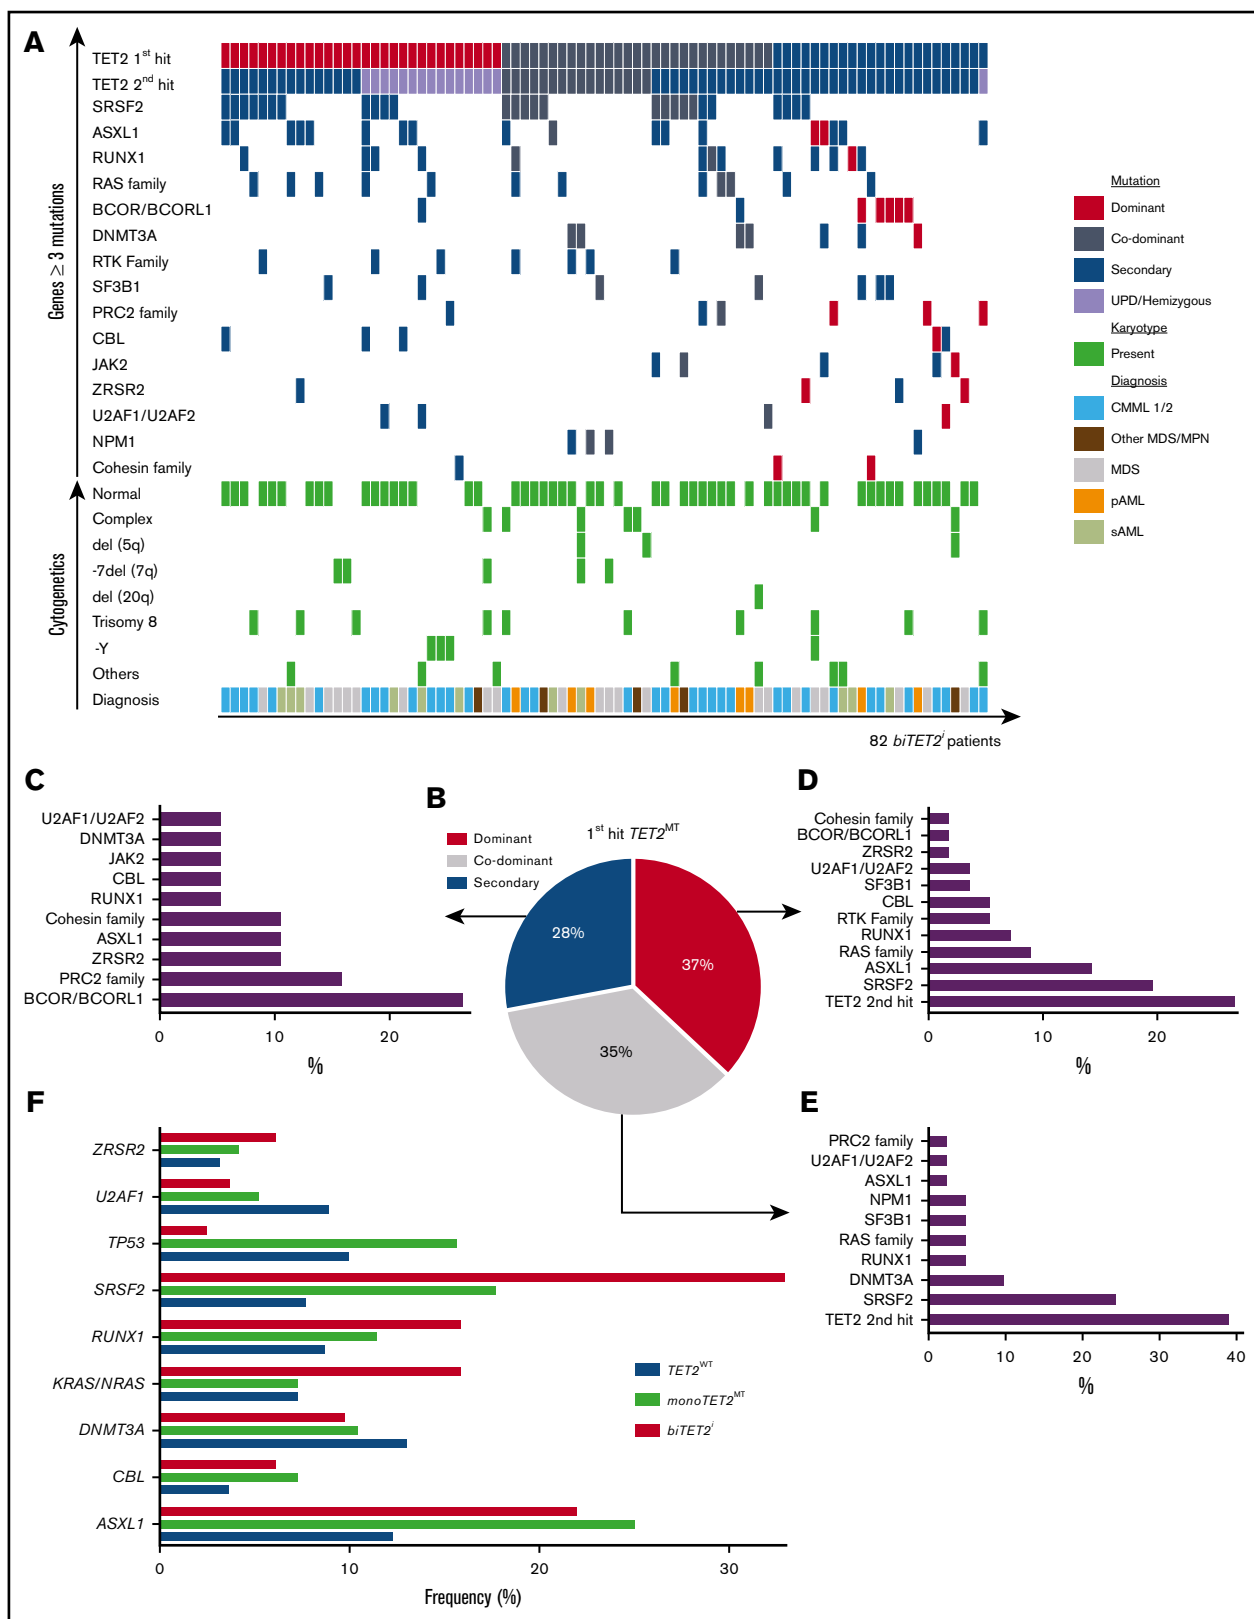 A
TET2 1st hit
TET2 2nd hit
SRSF2
ASXL1
RUNX1
RAS family
BCOR/BCORL1
DNMT3A
RTK Family
SF3B1
PRC2 family
CBL
JAK2
ZRSR2
U2AF1/U2AF2
NPM1
Cohesin family
Genes ≥ 3 mutations
Normal
Complex
del (5q)
-7del (7q)
del (20q)
Trisomy 8
-Y
Others
Diagnosis
Cytogenetics
82 biTET2i patients
Mutation
Dominant
Co-dominant
Secondary
UPD/Hemizygous
Karyotype
Present
Diagnosis
CMML 1/2
Other MDS/MPN
MDS
pAML
sAML
C
U2AF1/U2AF2
DNMT3A
JAK2
CBL
RUNX1
Cohesin family
ASXL1
ZRSR2
PRC2 family
BCOR/BCORL1
0 10 20
%
B
Dominant
Co-dominant
Secondary
1st hit TET2MT
28%
37%
35%
D
Cohesin family
BCOR/BCORL1
ZRSR2
U2AF1/U2AF2
SF3B1
CBL
RTK Family
RUNX1
RAS family
ASXL1
SRSF2
TET2 2nd hit
0 10 20
%
E
PRC2 family
U2AF1/U2AF2
ASXL1
NPM1
SF3B1
RAS family
RUNX1
DNMT3A
SRSF2
TET2 2nd hit
0 10 20 30 40
%
F
ZRSR2
U2AF1
TP53
SRSF2
RUNX1
KRAS/NRAS
DNMT3A
CBL
ASXL1
TET2WT
monoTET2MT
biTET2i
0 10 20 30
Frequency (%)